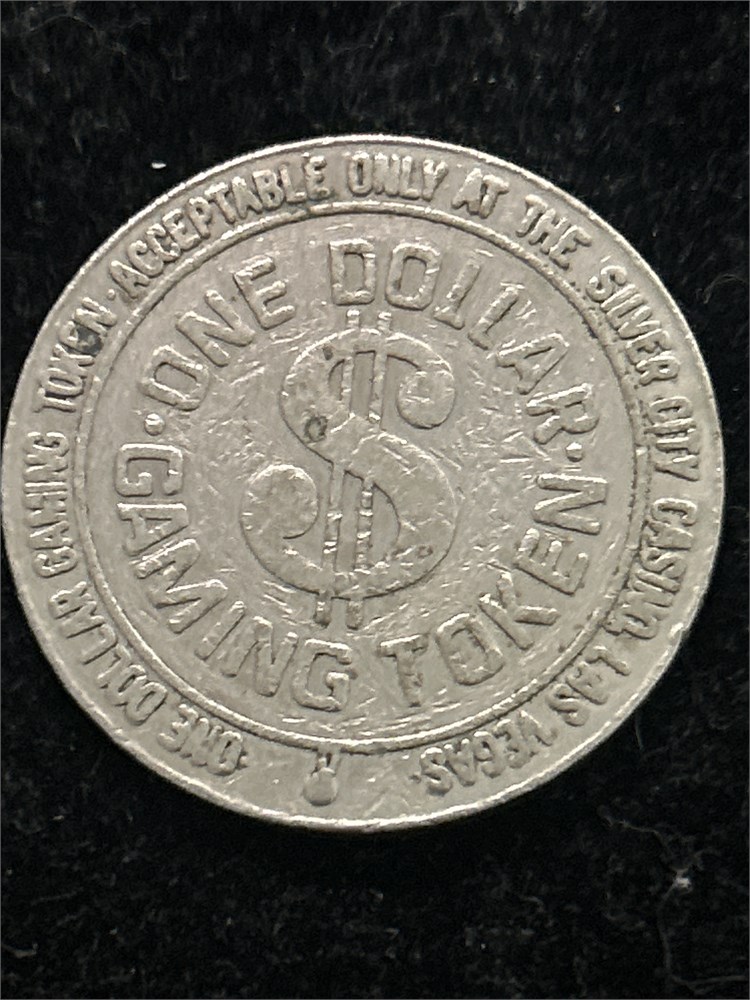 ·ONE DOLLAR GAMING TOKEN·ACCEPTABLE ONLY AT THE SILVER CITY CASINO, LAS VEGAS·
·ONE DOLLAR·
$
GAMING TOKEN